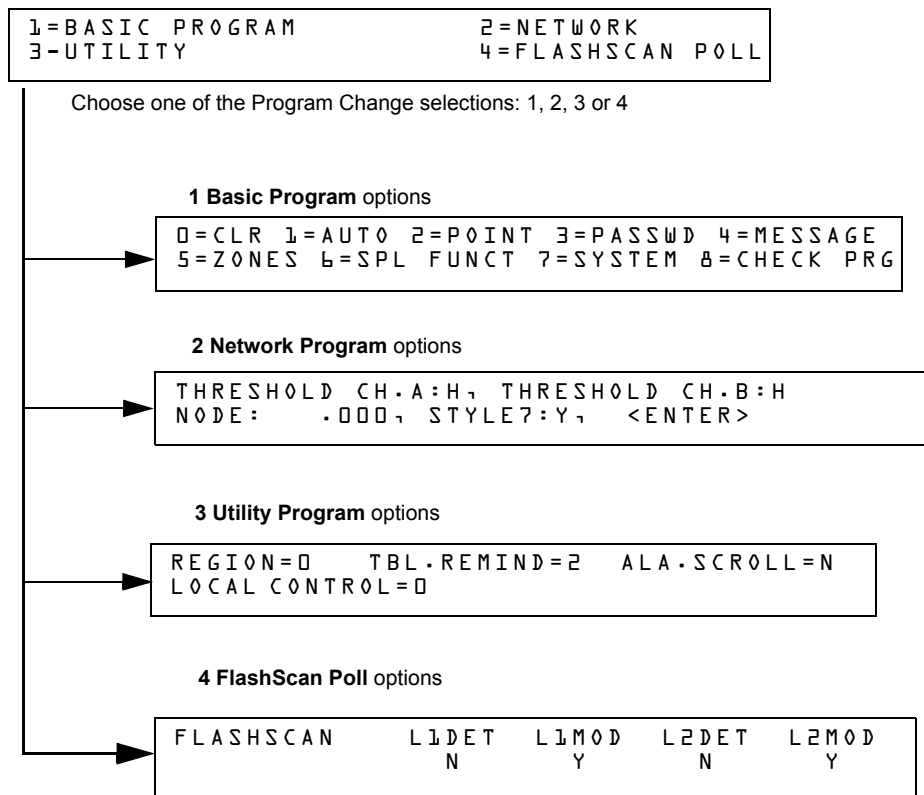 1=BASIC PROGRAM 2=NETWORK
3-UTILITY 4=FLASHSCAN POLL
Choose one of the Program Change selections: 1, 2, 3 or 4
1 Basic Program options
0=CLR 1=AUTO 2=POINT 3=PASSWD 4=MESSAGE
5=ZONES 6=SPL FUNCT 7=SYSTEM 8=CHECK PRG
2 Network Program options
THRESHOLD CH.A:H, THRESHOLD CH.B:H
NODE: .000, STYLE7:Y, <ENTER>
3 Utility Program options
REGION=0 TBL.REMIND=2 ALA.SCROLL=N
LOCAL CONTROL=0
4 FlashScan Poll options
FLASHSCAN L1DET L1MOD L2DET L2MOD
N Y N Y